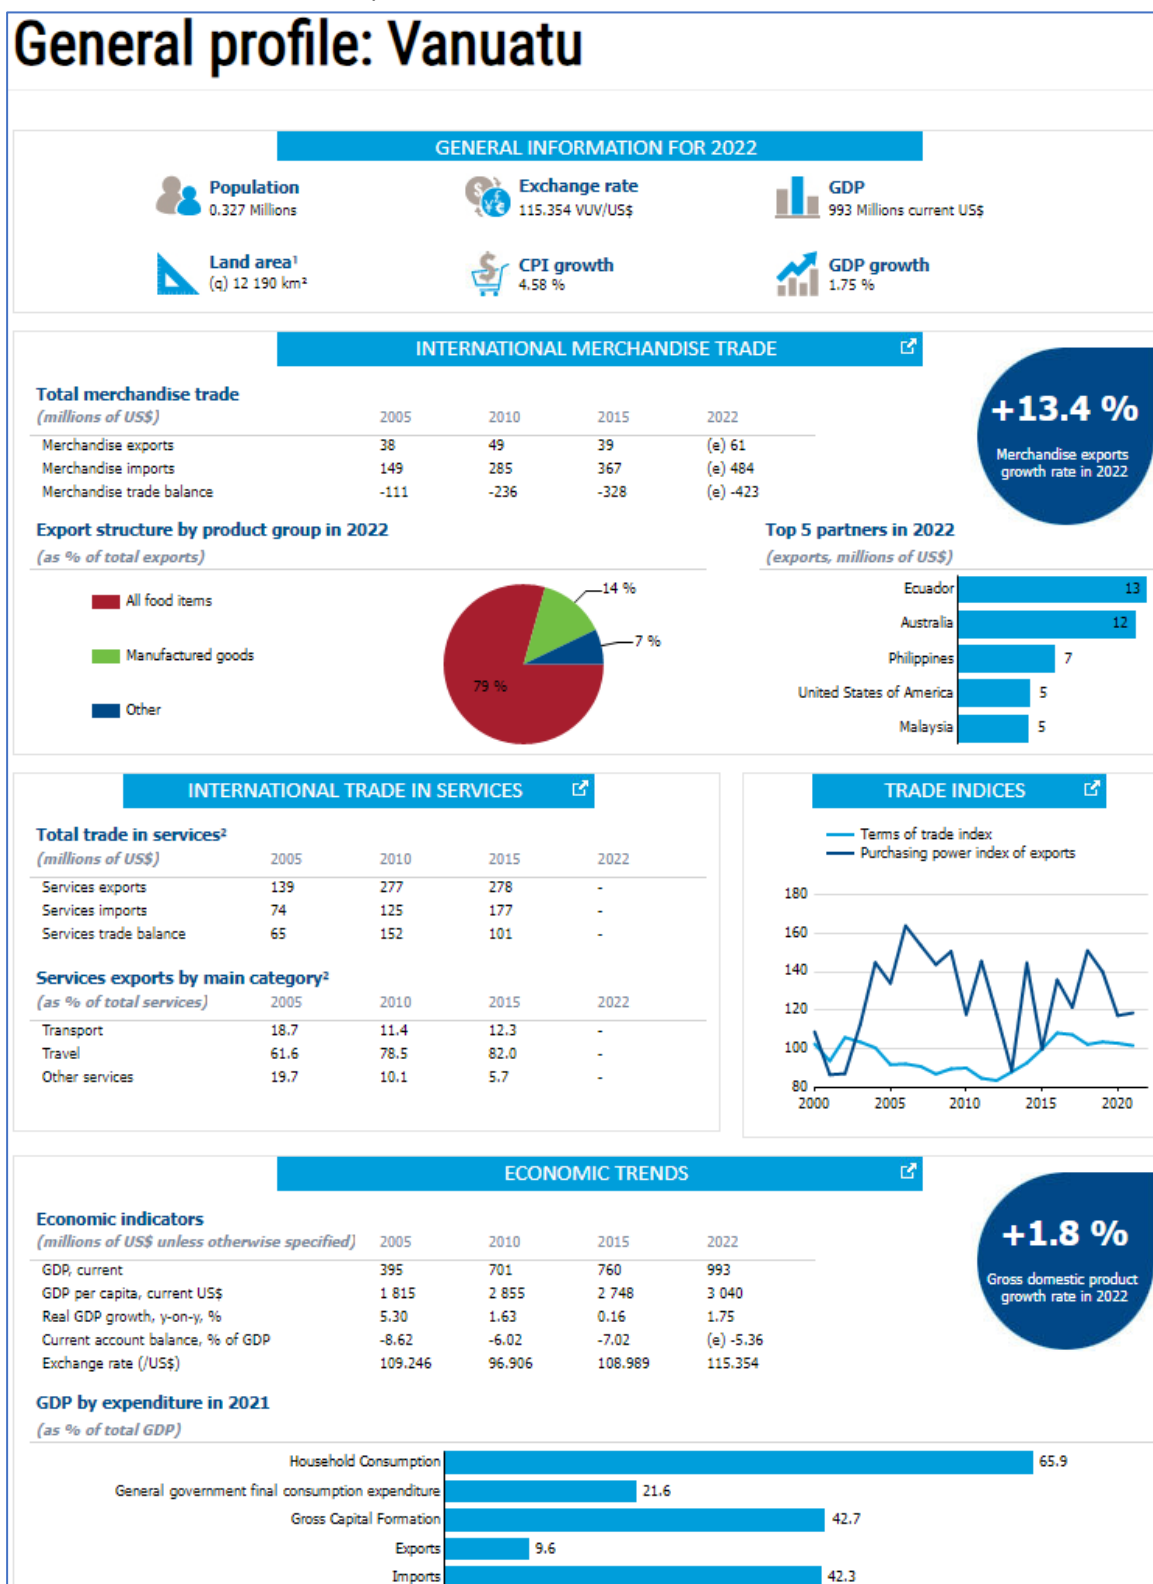 General profile: Vanuatu
GENERAL INFORMATION FOR 2022
Population
0.327 Millions
Exchange rate
115.354 VUV/US$
GDP
993 Millions current US$
Land area¹
(q) 12 190 km²
CPI growth
4.58 %
GDP growth
1.75 %
INTERNATIONAL MERCHANDISE TRADE
Total merchandise trade
(millions of US$) 2005 2010 2015 2022
Merchandise exports 38 49 39 (e) 61
Merchandise imports 149 285 367 (e) 484
Merchandise trade balance -111 -236 -328 (e) -423
+13.4 %
Merchandise exports
growth rate in 2022
Export structure by product group in 2022
(as % of total exports)
All food items
Manufactured goods
Other
14 %
7 %
79 %
Top 5 partners in 2022
(exports, millions of US$)
Ecuador 13
Australia 12
Philippines 7
United States of America 5
Malaysia 5
INTERNATIONAL TRADE IN SERVICES
Total trade in services²
(millions of US$) 2005 2010 2015 2022
Services exports 139 277 278 -
Services imports 74 125 177 -
Services trade balance 65 152 101 -
Services exports by main category²
(as % of total services) 2005 2010 2015 2022
Transport 18.7 11.4 12.3 -
Travel 61.6 78.5 82.0 -
Other services 19.7 10.1 5.7 -
TRADE INDICES
Terms of trade index
Purchasing power index of exports
180
160
140
120
100
80
2000 2005 2010 2015 2020
ECONOMIC TRENDS
Economic indicators
(millions of US$ unless otherwise specified) 2005 2010 2015 2022
GDP, current 395 701 760 993
GDP per capita, current US$ 1 815 2 855 2 748 3 040
Real GDP growth, y-on-y, % 5.30 1.63 0.16 1.75
Current account balance, % of GDP -8.62 -6.02 -7.02 (e) -5.36
Exchange rate (/US$) 109.246 96.906 108.989 115.354
+1.8 %
Gross domestic product
growth rate in 2022
GDP by expenditure in 2021
(as % of total GDP)
Household Consumption 65.9
General government final consumption expenditure 21.6
Gross Capital Formation 42.7
Exports 9.6
Imports 42.3